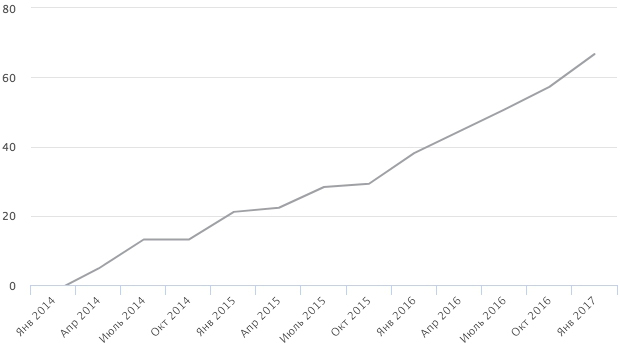 80
60
40
20
0
Янв 2014
Апр 2014
Июль 2014
Окт 2014
Янв 2015
Апр 2015
Июль 2015
Окт 2015
Янв 2016
Апр 2016
Июль 2016
Окт 2016
Янв 2017